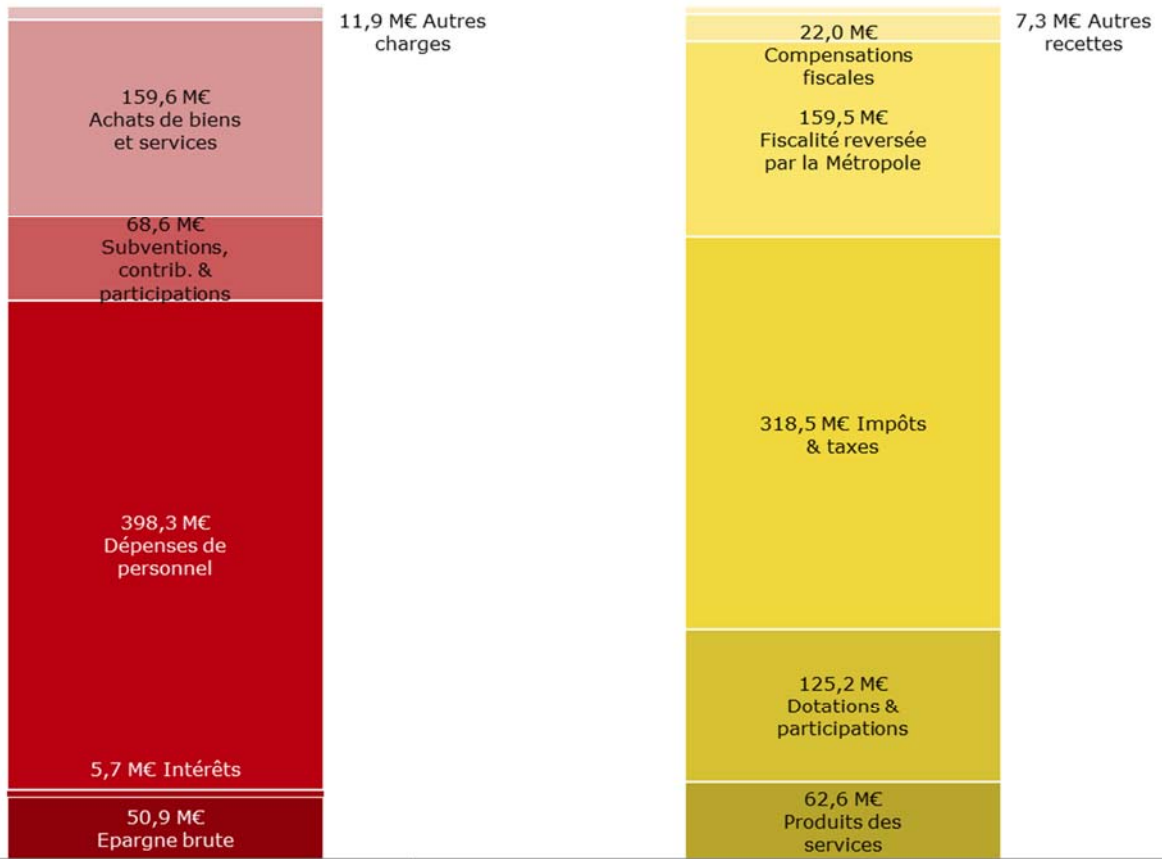 11,9 M€ Autres
charges
159,6 M€
Achats de biens
et services
68,6 M€
Subventions,
contrib. &
participations
398,3 M€
Dépenses de
personnel
5,7 M€ Intérêts
50,9 M€
Epargne brute
7,3 M€ Autres
recettes
22,0 M€
Compensations
fiscales
159,5 M€
Fiscalité reversée
par la Métropole
318,5 M€ Impôts
& taxes
125,2 M€
Dotations &
participations
62,6 M€
Produits des
services